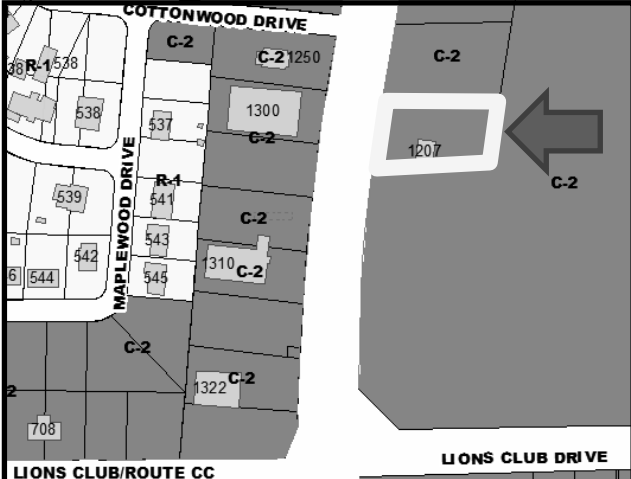 COTTONWOOD DRIVE
C-2
C-2 1250
C-2
38 R-1 538
538
537
1300
C-2
1207
C-2
MAPLEWOOD DRIVE
R-1
539
541
C-2
543
542
1310 C-2
6 544
545
C-2
C-2
1322
2
708
LIONS CLUB DRIVE
LIONS CLUB/ROUTE CC